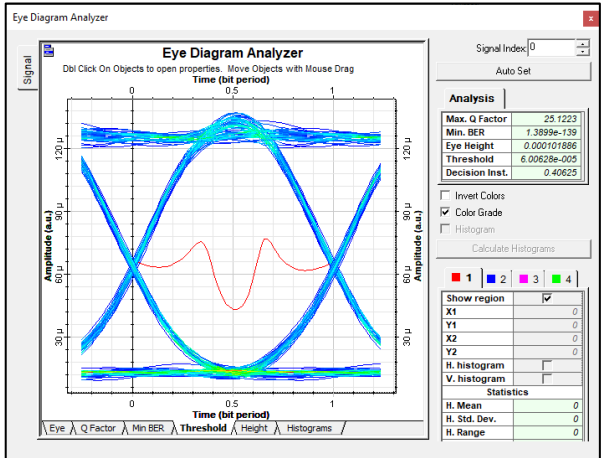 Eye Diagram Analyzer
x
Signal
Eye Diagram Analyzer
Dbl Click On Objects to open properties. Move Objects with Mouse Drag
Time (bit period)
0 0.5 1
Amplitude (a.u.)
30 µ 60 µ 90 µ 120 µ
Amplitude (a.u.)
30 µ 60 µ 90 µ 120 µ
0 0.5 1
Time (bit period)
Eye Q Factor Min BER Threshold Height Histograms
Signal Index: 0
Auto Set
Analysis
Max. Q Factor 25.1223
Min. BER 1.3899e-139
Eye Height 0.000101886
Threshold 6.00628e-005
Decision Inst. 0.40625
Invert Colors
Color Grade
Histogram
Calculate Histograms
1 2 3 4
Show region
X1 0
Y1 0
X2 0
Y2 0
H. histogram
V. histogram
Statistics
H. Mean 0
H. Std. Dev. 0
H. Range 0